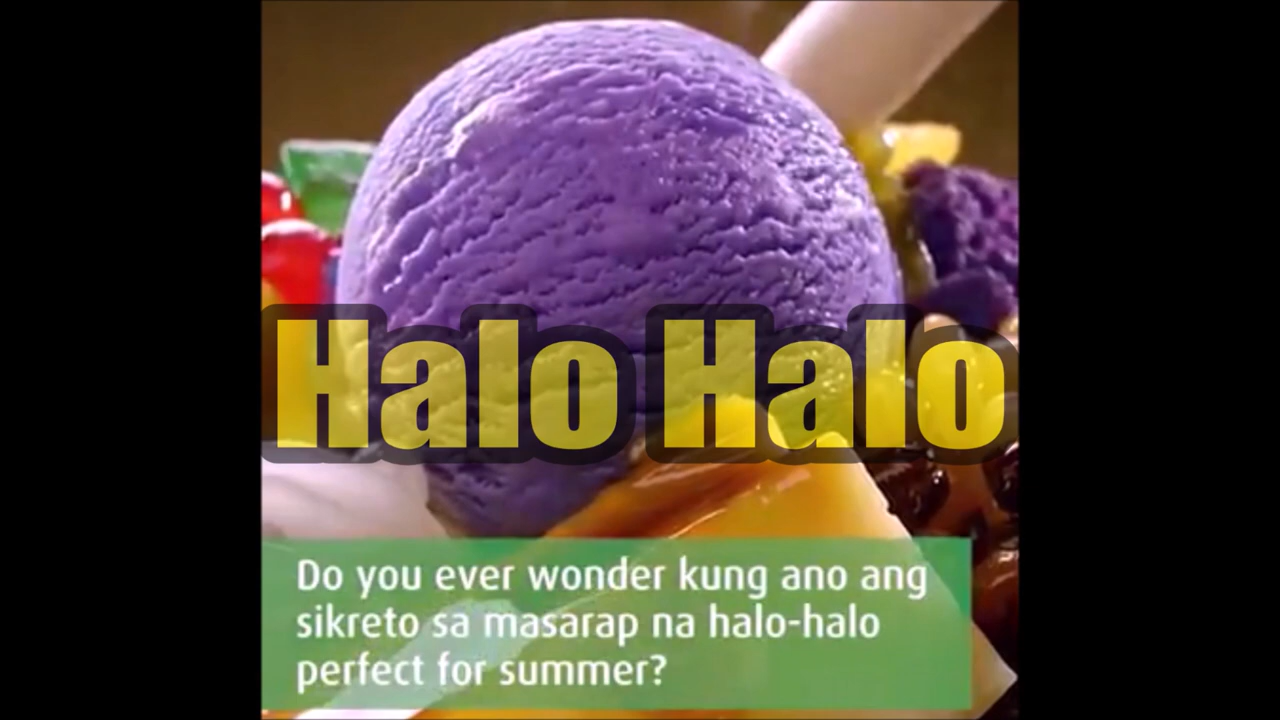 Halo Halo
Do you ever wonder kung ano ang
sikreto sa masarap na halo-halo
perfect for summer?